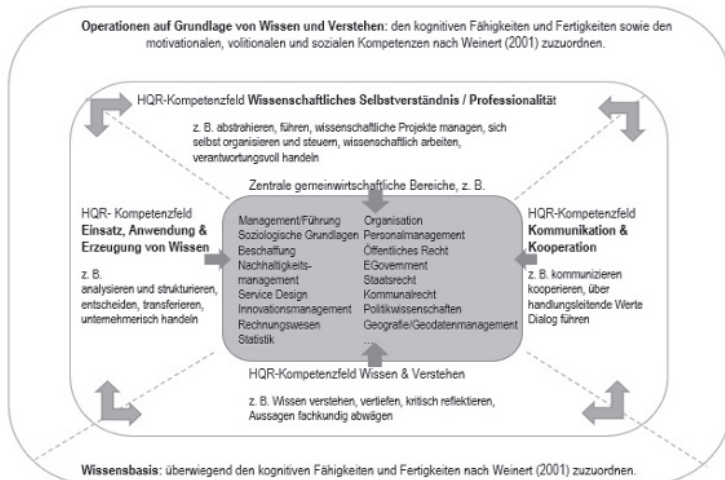 Operationen auf Grundlage von Wissen und Verstehen: den kognitiven Fähigkeiten und Fertigkeiten sowie den
motivationalen, volitionalen und sozialen Kompetenzen nach Weinert (2001) zuzuordnen.
HQR-Kompetenzfeld Wissenschaftliches Selbstverständnis / Professionalität
z. B. abstrahieren, führen, wissenschaftliche Projekte managen, sich
selbst organisieren und steuern, wissenschaftlich arbeiten,
verantwortungsvoll handeln
Zentrale gemeinwirtschaftliche Bereiche, z. B.
HQR- Kompetenzfeld
Einsatz, Anwendung &
Erzeugung von Wissen
z. B.
analysieren und strukturieren,
entscheiden, transferieren,
unternehmerisch handeln
Management/Führung
Soziologische Grundlagen
Beschaffung
Nachhaltigkeits-
management
Service Design
Innovationsmanagement
Rechnungswesen
Statistik
Organisation
Personalmanagement
Öffentliches Recht
EGovernment
Staatsrecht
Kommunalrecht
Politikwissenschaften
Geografie/Geodatenmanagement
....
HQR-Kompetenzfeld
Kommunikation &
Kooperation
z. B. kommunizieren
kooperieren, über
handlungsleitende Werte
Dialog führen
HQR-Kompetenzfeld Wissen & Verstehen
z. B. Wissen verstehen, vertiefen, kritisch reflektieren,
Aussagen fachkundig abwägen
Wissensbasis: überwiegend den kognitiven Fähigkeiten und Fertigkeiten nach Weinert (2001) zuzuordnen.